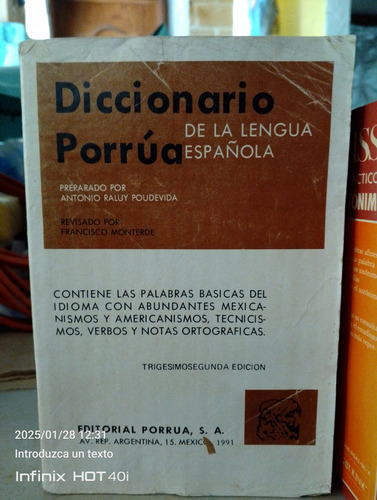 Diccionario
DE LA LENGUA
Porrúa ESPAÑOLA
PREPARADO POR
ANTONIO RALUY POUDEVIDA
REVISADO POR
FRANCISCO MONTERDE
CONTIENE LAS PALABRAS BASICAS DEL
IDIOMA CON ABUNDANTES MEXICA-
NISMOS Y AMERICANISMOS, TECNICIS-
MOS, VERBOS Y NOTAS ORTOGRAFICAS.
TRIGESIMOSEGUNDA EDICION
EDITORIAL PORRUA, S. A.
AV. REP. ARGENTINA, 15. MEXICO, 1991
2025/01/28 12:31
Introduzca un texto
Infinix HOT40i